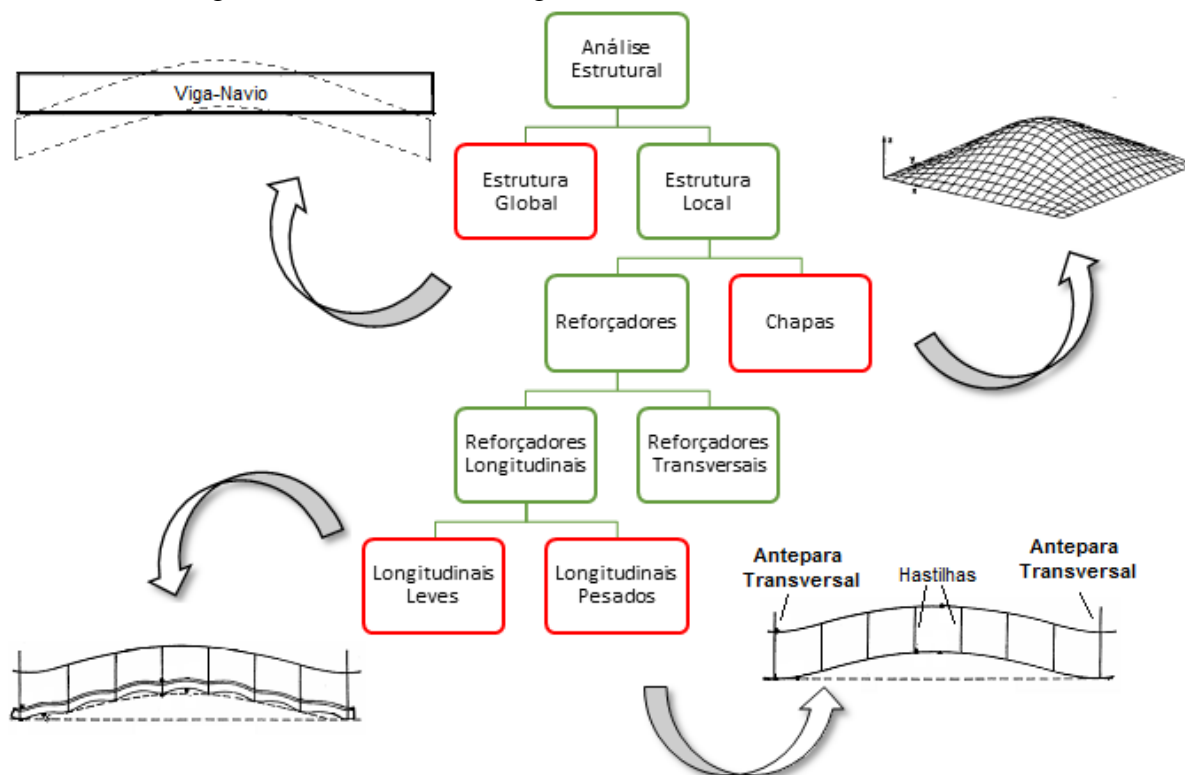 Análise
Estrutural
Viga-Navio
Estrutura
Global
Estrutura
Local
Reforçadores
Chapas
Reforçadores
Longitudinais
Reforçadores
Transversais
Longitudinais
Leves
Longitudinais
Pesados
Antepara
Transversal
Hastilhas
Antepara
Transversal